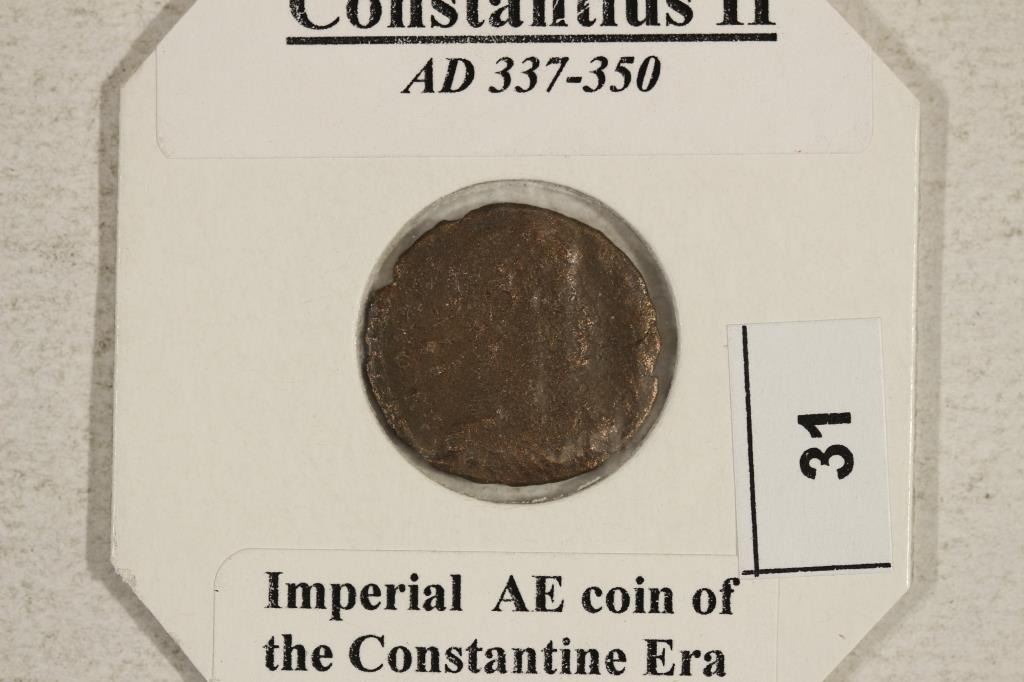 Constantius II
AD 337-350
31
Imperial AE coin of
the Constantine Era